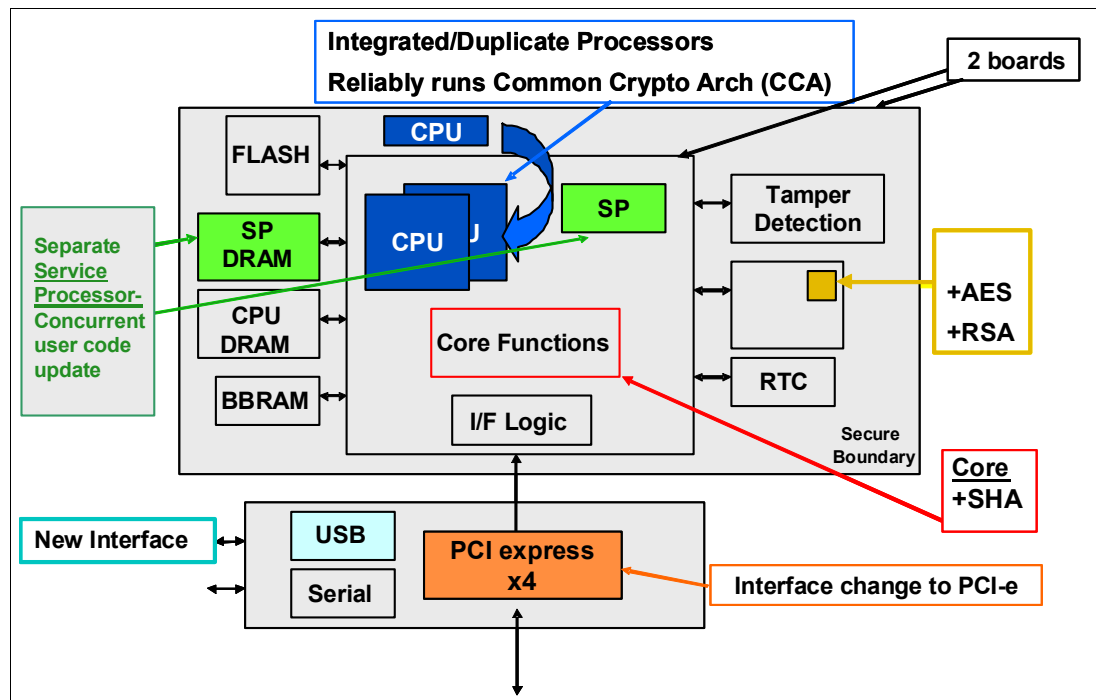 Integrated/Duplicate Processors
Reliably runs Common Crypto Arch (CCA)
2 boards
CPU
FLASH
SP
Tamper
Detection
CPU
U
SP
DRAM
Separate
Service
Processor-
Concurrent
user code
update
+AES
+RSA
CPU
DRAM
Core Functions
RTC
BBRAM
I/F Logic
Secure
Boundary
Core
+SHA
New Interface
USB
PCI express
x4
Serial
Interface change to PCI-e